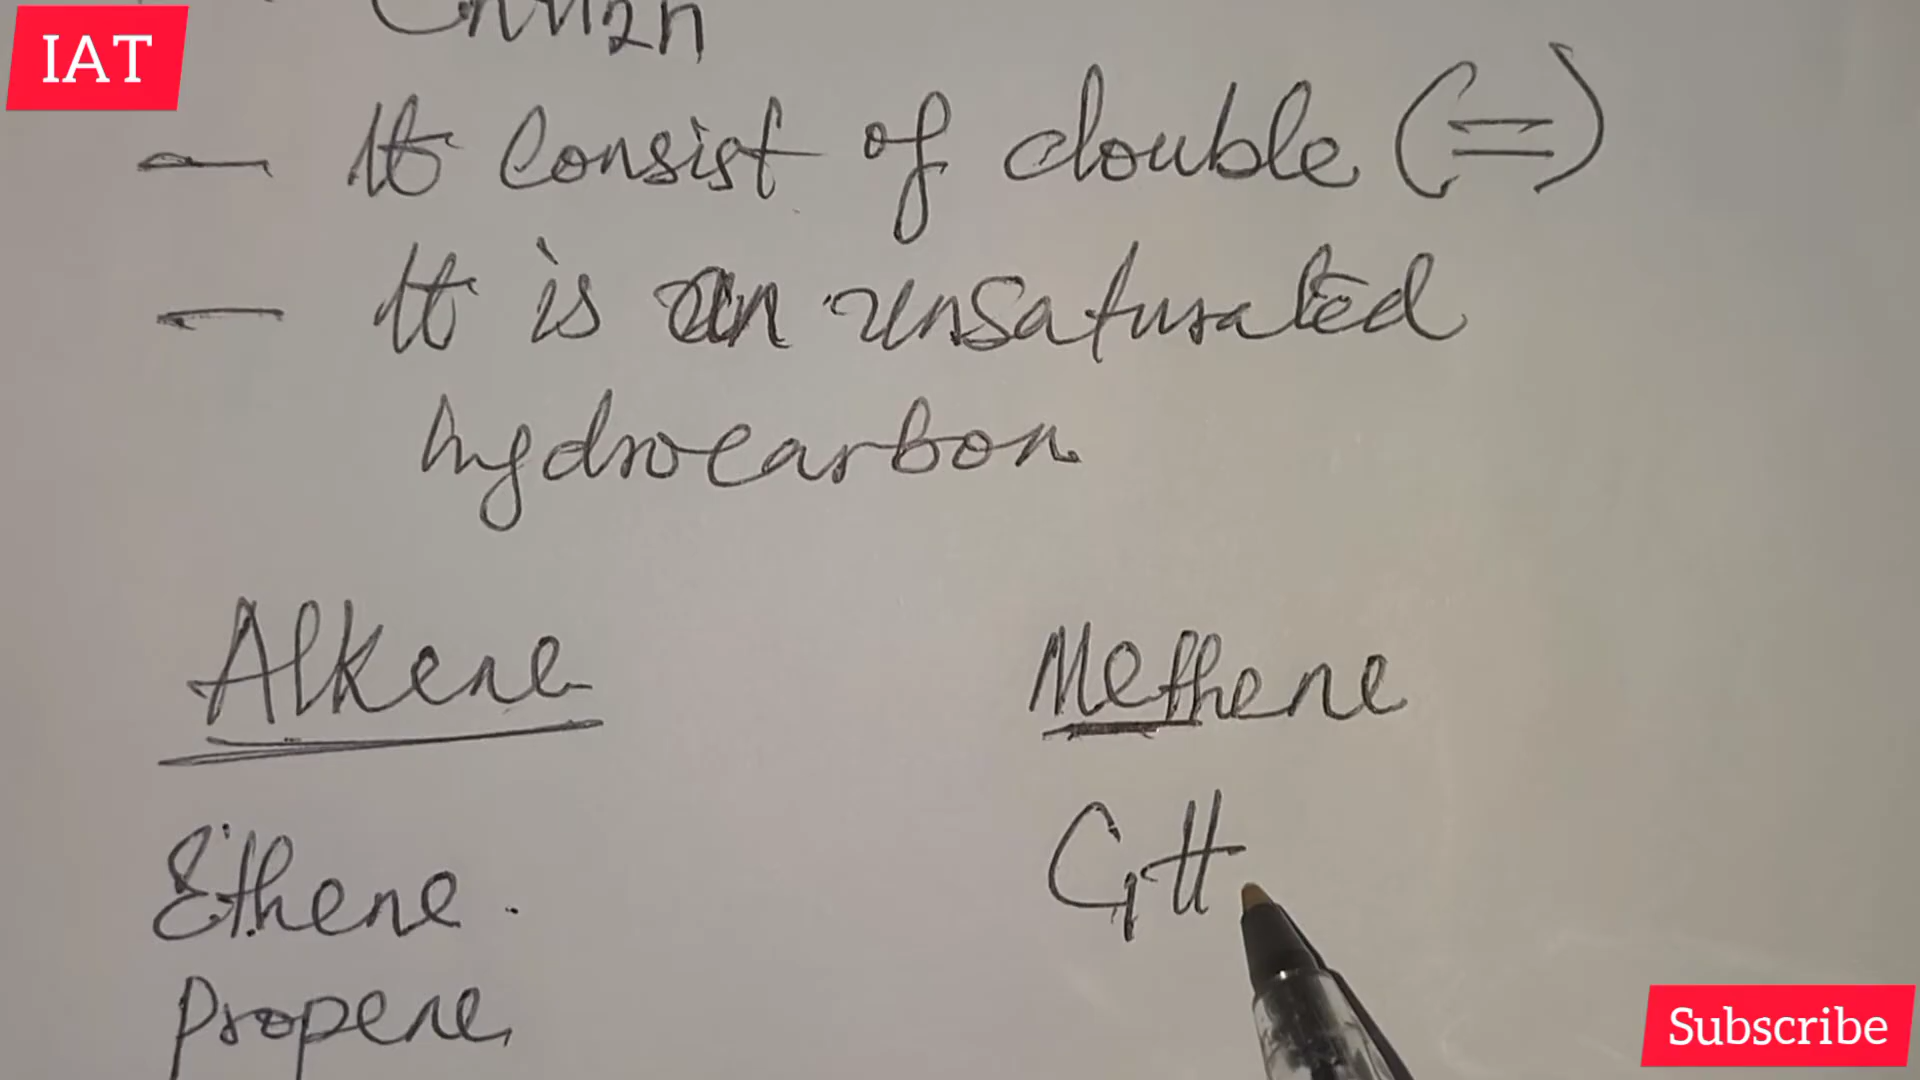 IAT
CnH2n
- It consist of double (=)
- It is an unsaturated
hydrocarbon
Alkene
Methene
Ethene.
C1H
Propene
Subscribe